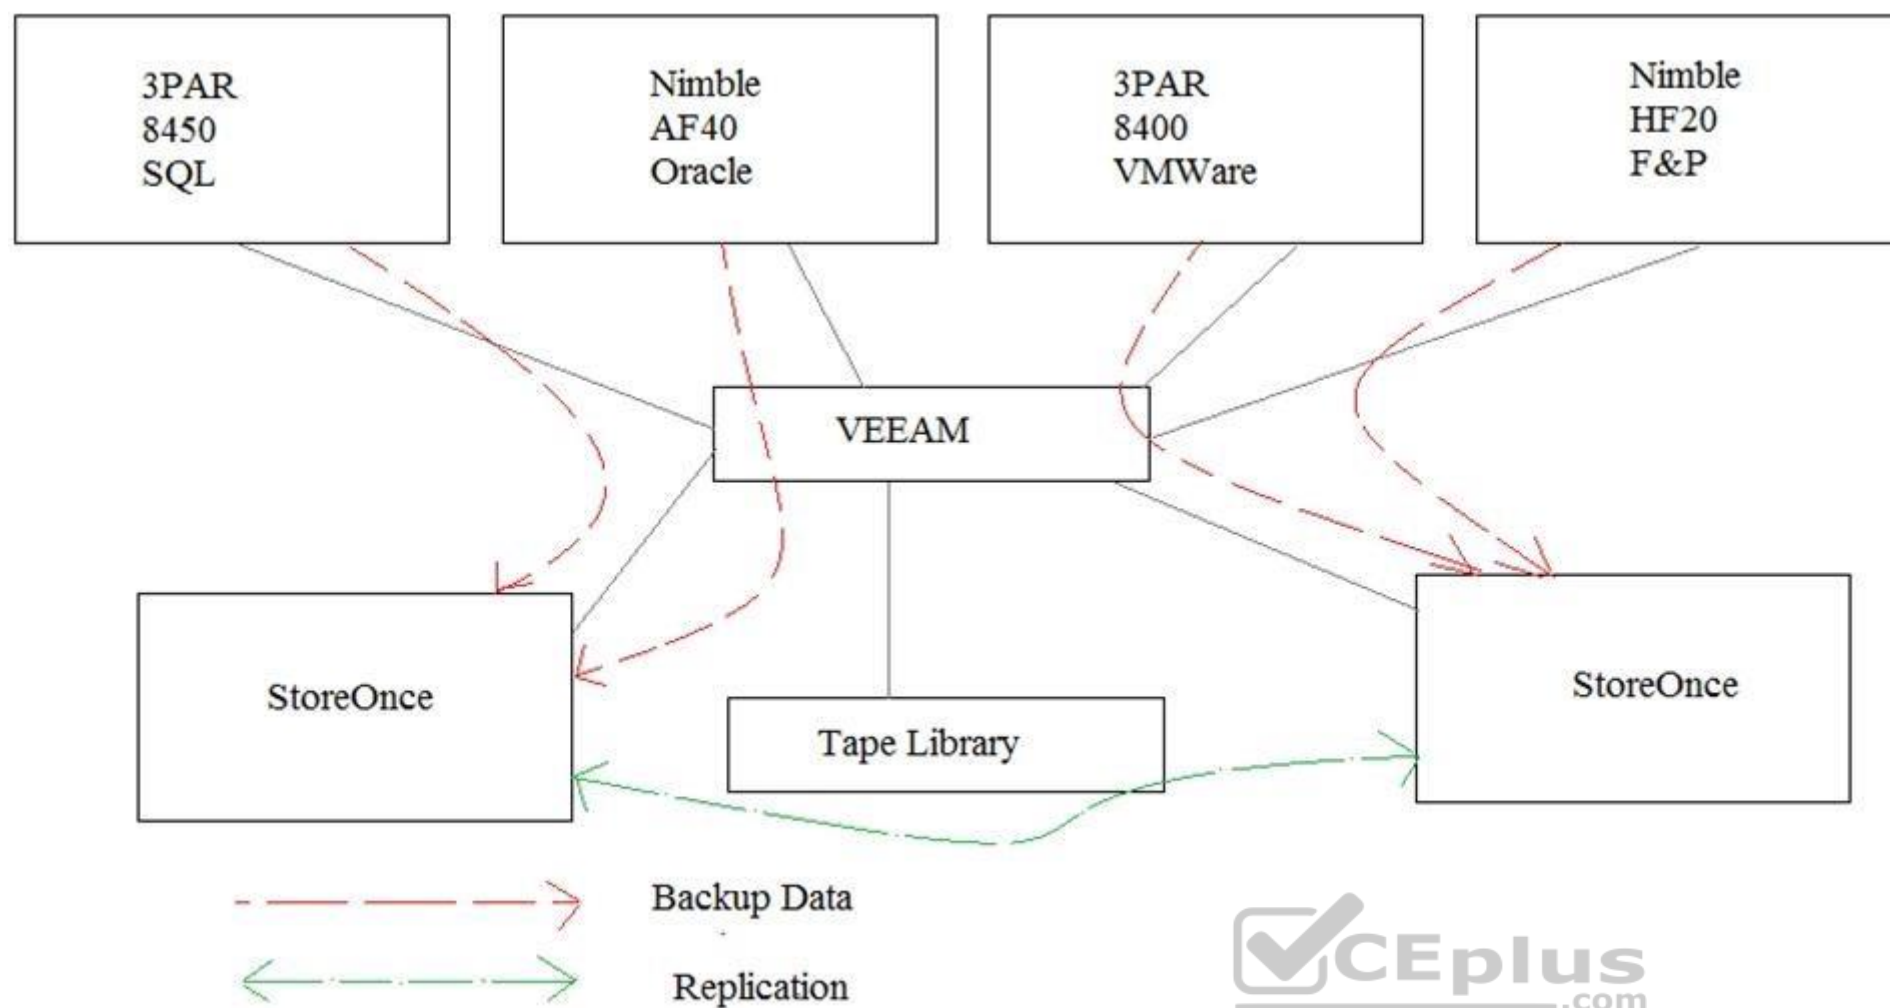 3PAR
8450
SQL
Nimble
AF40
Oracle
3PAR
8400
VMWare
Nimble
HF20
F&P
VEEAM
StoreOnce
Tape Library
StoreOnce
Backup Data
Replication
VCEplus
.com